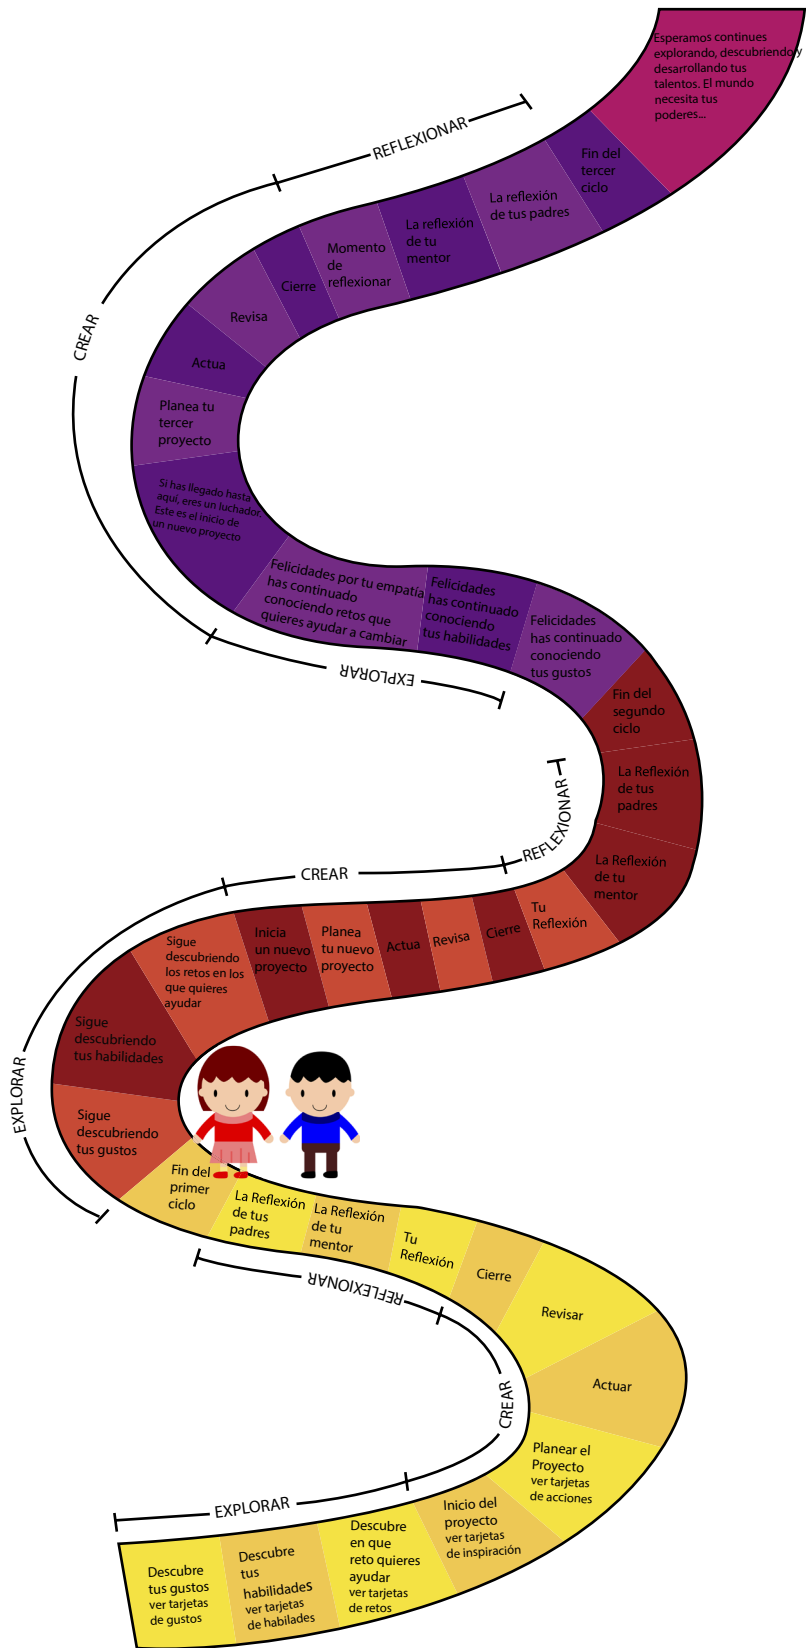 Esperamos continues
explorando, descubriendo y
desarrollando tus
talentos. El mundo
necesita tus
poderes...
REFLEXIONAR
Fin del
tercer
ciclo
La reflexión
de tus padres
La reflexión
de tu
mentor
Momento
de
reflexionar
Cierre
Revisa
CREAR
Actua
Planea tu
tercer
proyecto
Si has llegado hasta
aquí, eres un luchador.
Este es el inicio de
un nuevo proyecto
Felicidades por tu empatía
has continuado
conociendo retos que
quieres ayudar a cambiar
Felicidades
has continuado
conociendo
tus habilidades
Felicidades
has continuado
conociendo
tus gustos
EXPLORAR
Fin del
segundo
ciclo
La Reflexión
de tus
padres
REFLEXIONAR
La Reflexión
de tu
mentor
CREAR
Tu
Reflexión
Cierre
Revisa
Actua
Planea
tu nuevo
proyecto
Inicia
un nuevo
proyecto
Sigue
descubriendo
los retos en los
que quieres
ayudar
Sigue
descubriendo
tus habilidades
EXPLORAR
Sigue
descubriendo
tus gustos
Fin del
primer
ciclo
La Reflexión
de tus
padres
La Reflexión
de tu
mentor
Tu
Reflexión
Cierre
REFLEXIONAR
Revisar
Actuar
CREAR
Planear el
Proyecto
ver tarjetas
de acciones
EXPLORAR
Inicio del
proyecto
ver tarjetas
de inspiración
Descubre
en que
reto quieres
ayudar
ver tarjetas
de retos
Descubre
tus
habilidades
ver tarjetas
de habilades
Descubre
tus gustos
ver tarjetas
de gustos